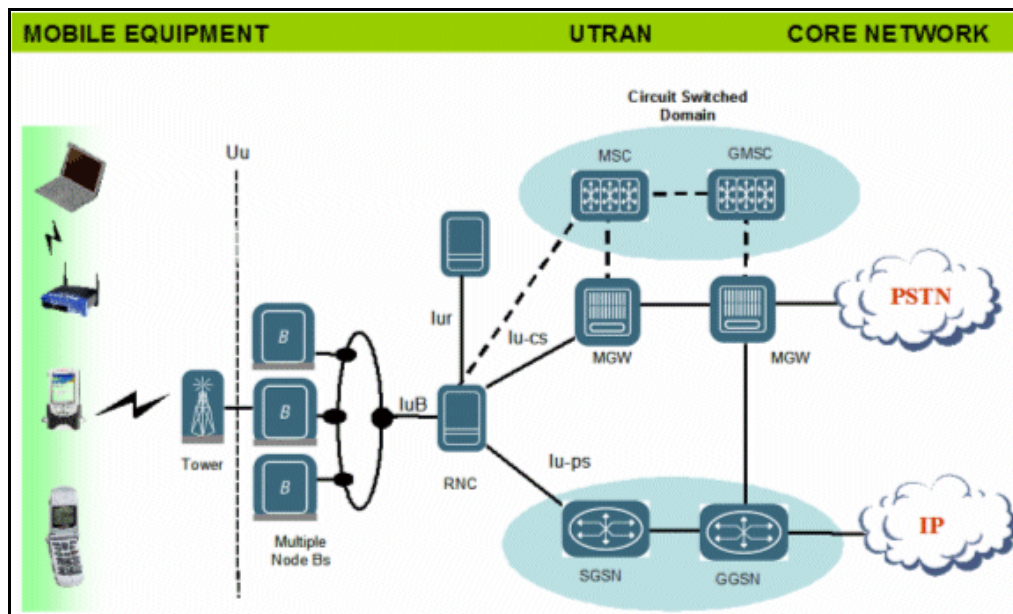 MOBILE EQUIPMENT
UTRAN
CORE NETWORK
Circuit Switched
Domain
Uu
MSC
GMSC
Iur
Iu-cs
PSTN
MGW
MGW
B
B
B
IuB
Tower
RNC
Iu-ps
IP
Multiple
Node Bs
SGSN
GGSN